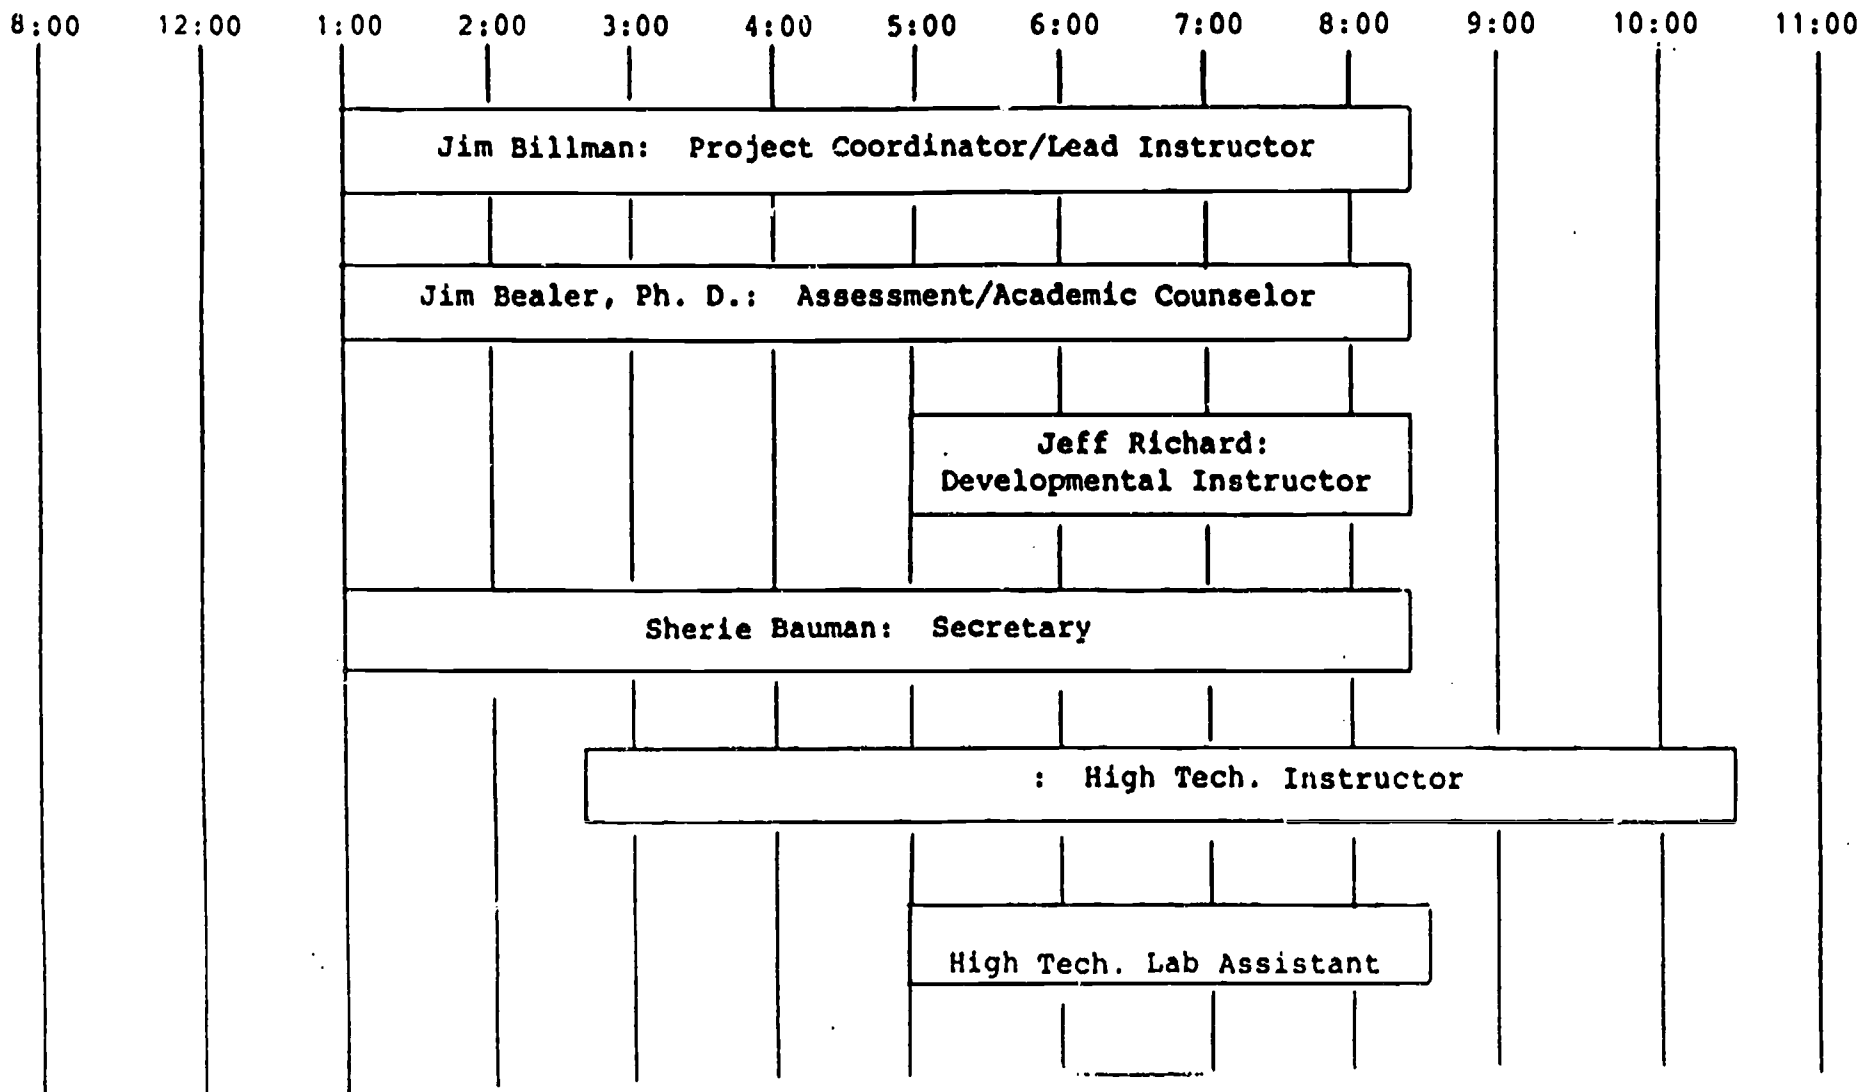 8:00 12:00 1:00 2:00 3:00 4:00 5:00 6:00 7:00 8:00 9:00 10:00 11:00
Jim Billman: Project Coordinator/Lead Instructor
Jim Bealer, Ph. D.: Assessment/Academic Counselor
Jeff Richard:
Developmental Instructor
Sherie Bauman: Secretary
: High Tech. Instructor
High Tech. Lab Assistant